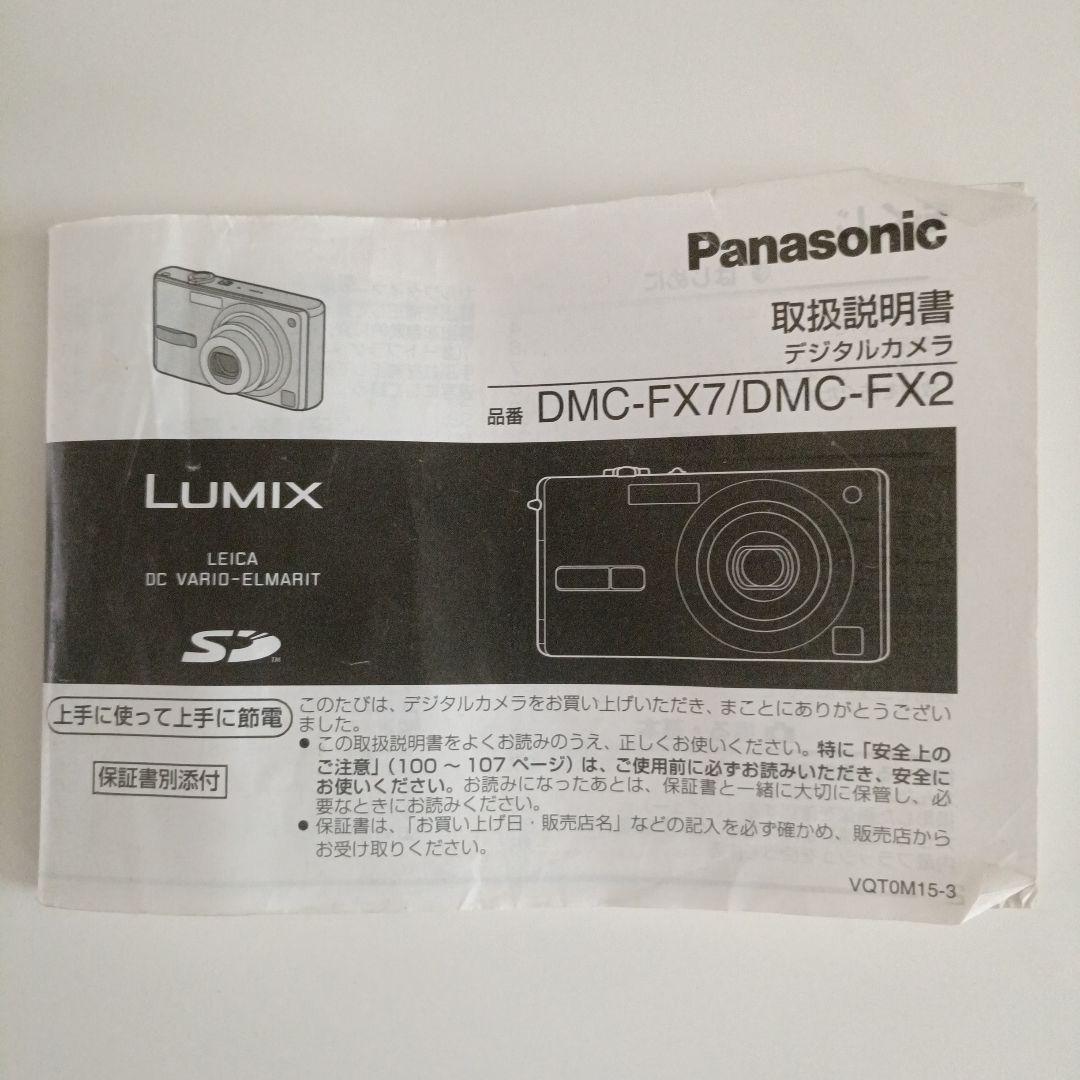 Panasonic
取扱説明書
デジタルカメラ
品番 DMC-FX7/DMC-FX2
LUMIX
LEICA
DC VARIO-ELMARIT
SD™
上手に使って上手に節電
保証書別添付
このたびは、デジタルカメラをお買い上げいただき、まことにありがとうござい
ました。
● この取扱説明書をよくお読みのうえ、正しくお使いください。特に「安全上の
ご注意」(100 ～ 107 ページ)は、ご使用前に必ずお読みいただき、安全に
お使いください。お読みになったあとは、保証書と一緒に大切に保管し、必
要なときにお読みください。
● 保証書は、「お買い上げ日・販売店名」などの記入を必ず確かめ、販売店から
お受け取りください。
VQT0M15-3
はじめに